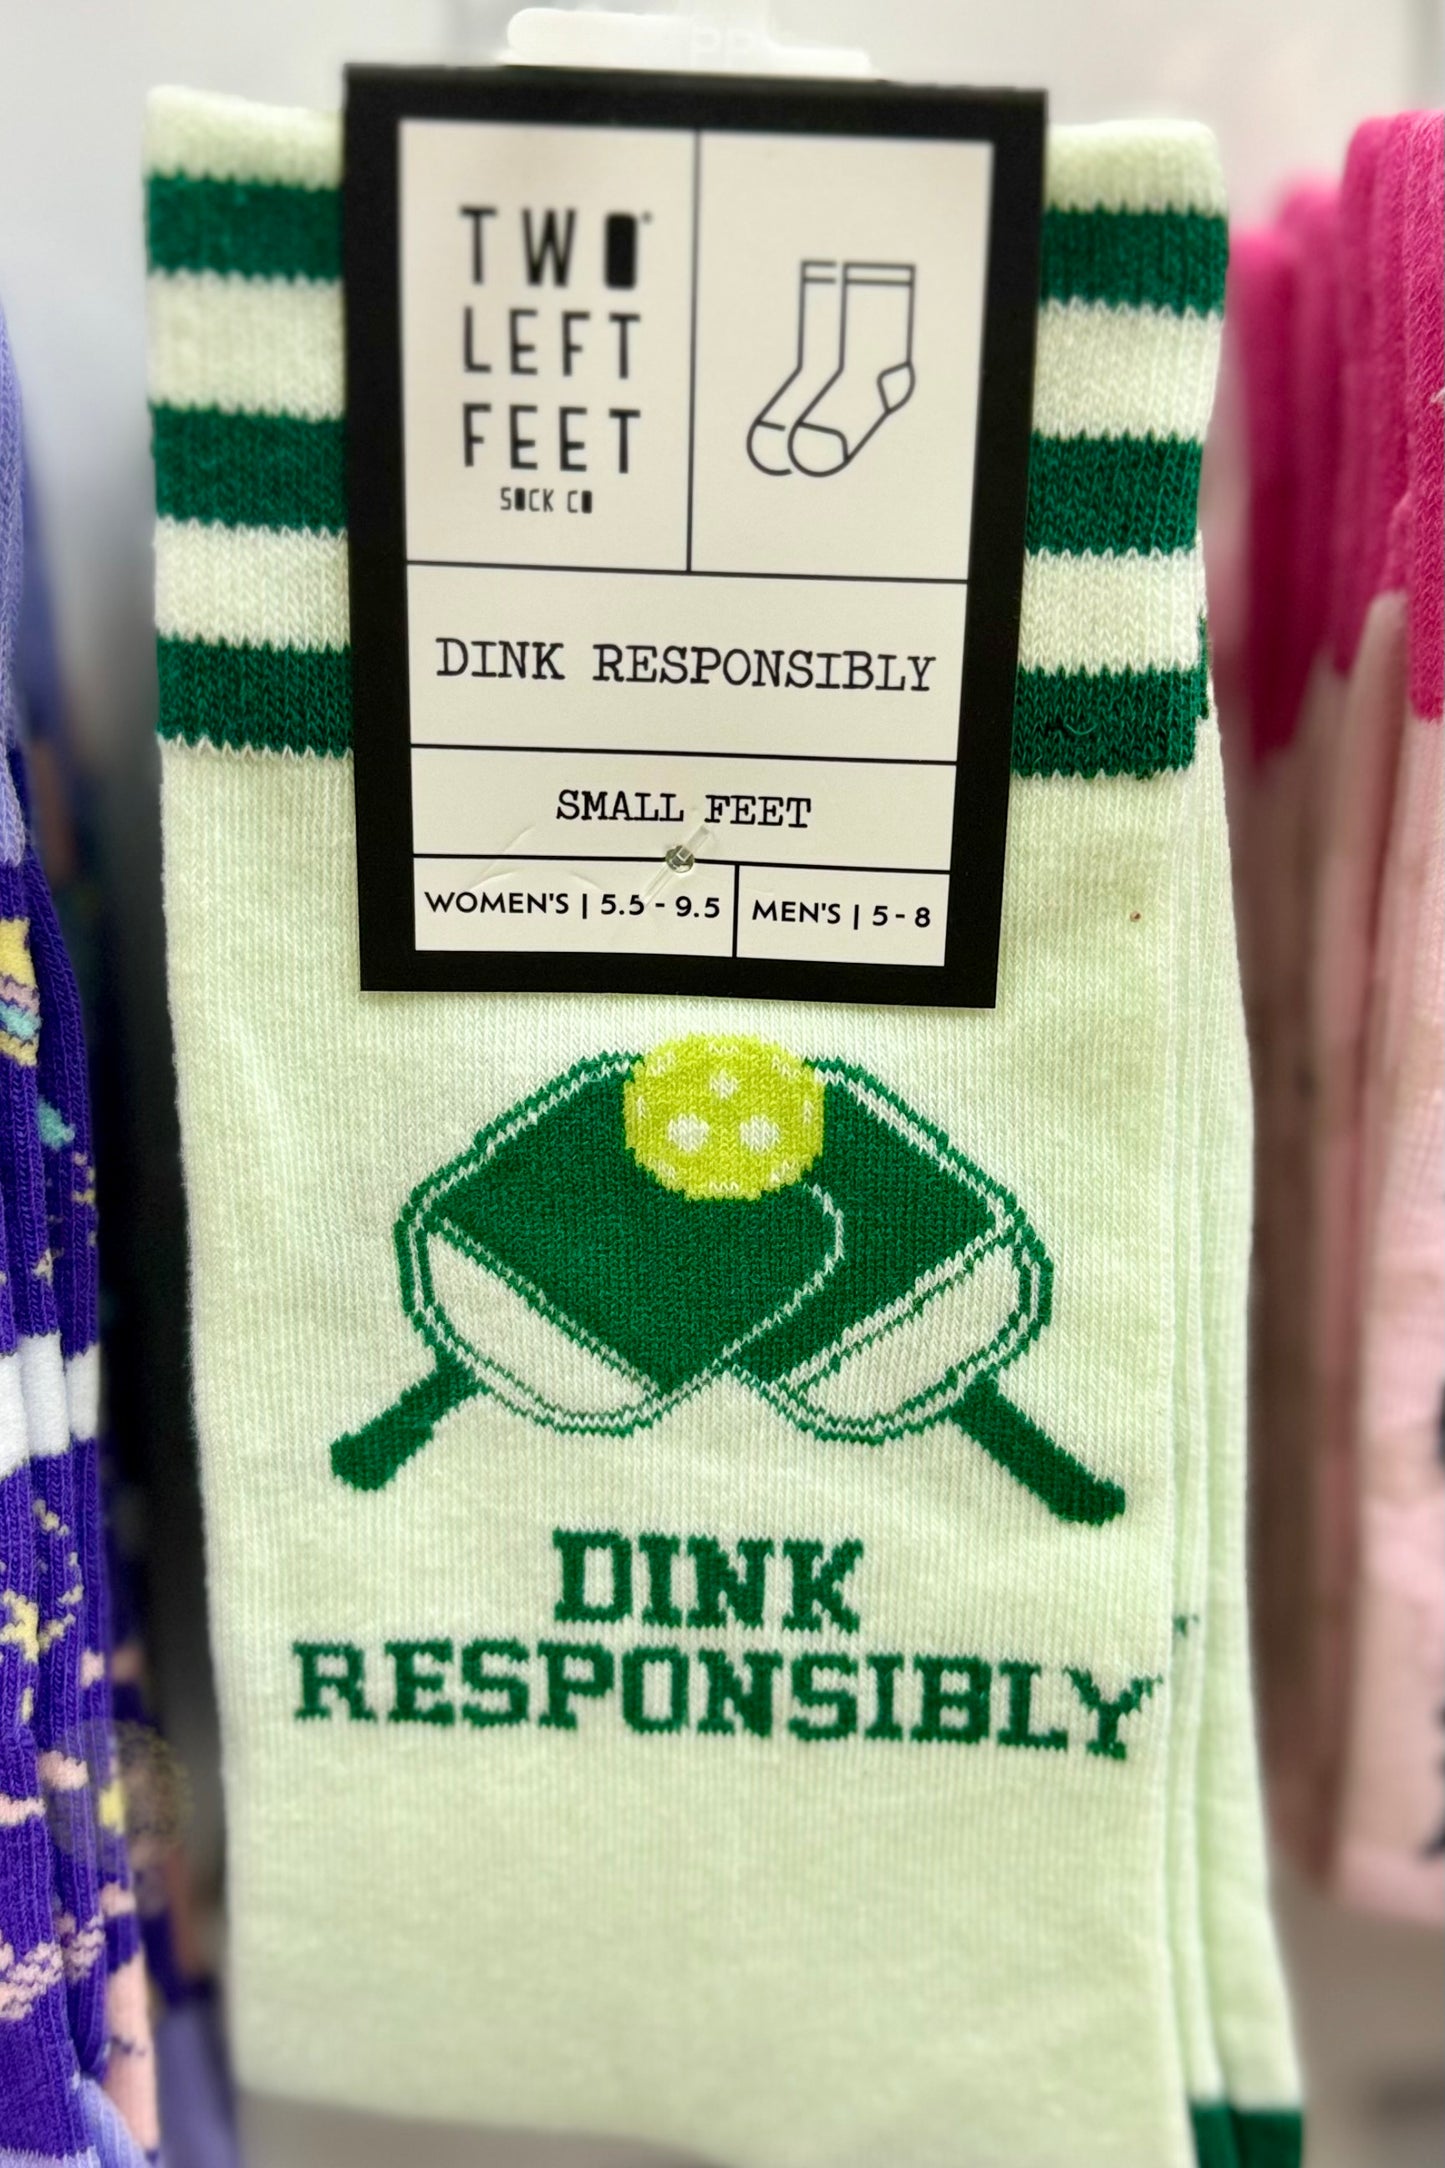 TWO®
LEFT
FEET
SOCK CO
DINK RESPONSIBLY
SMALL FEET
WOMEN'S | 5.5 - 9.5
MEN'S | 5 - 8
DINK
RESPONSIBLY